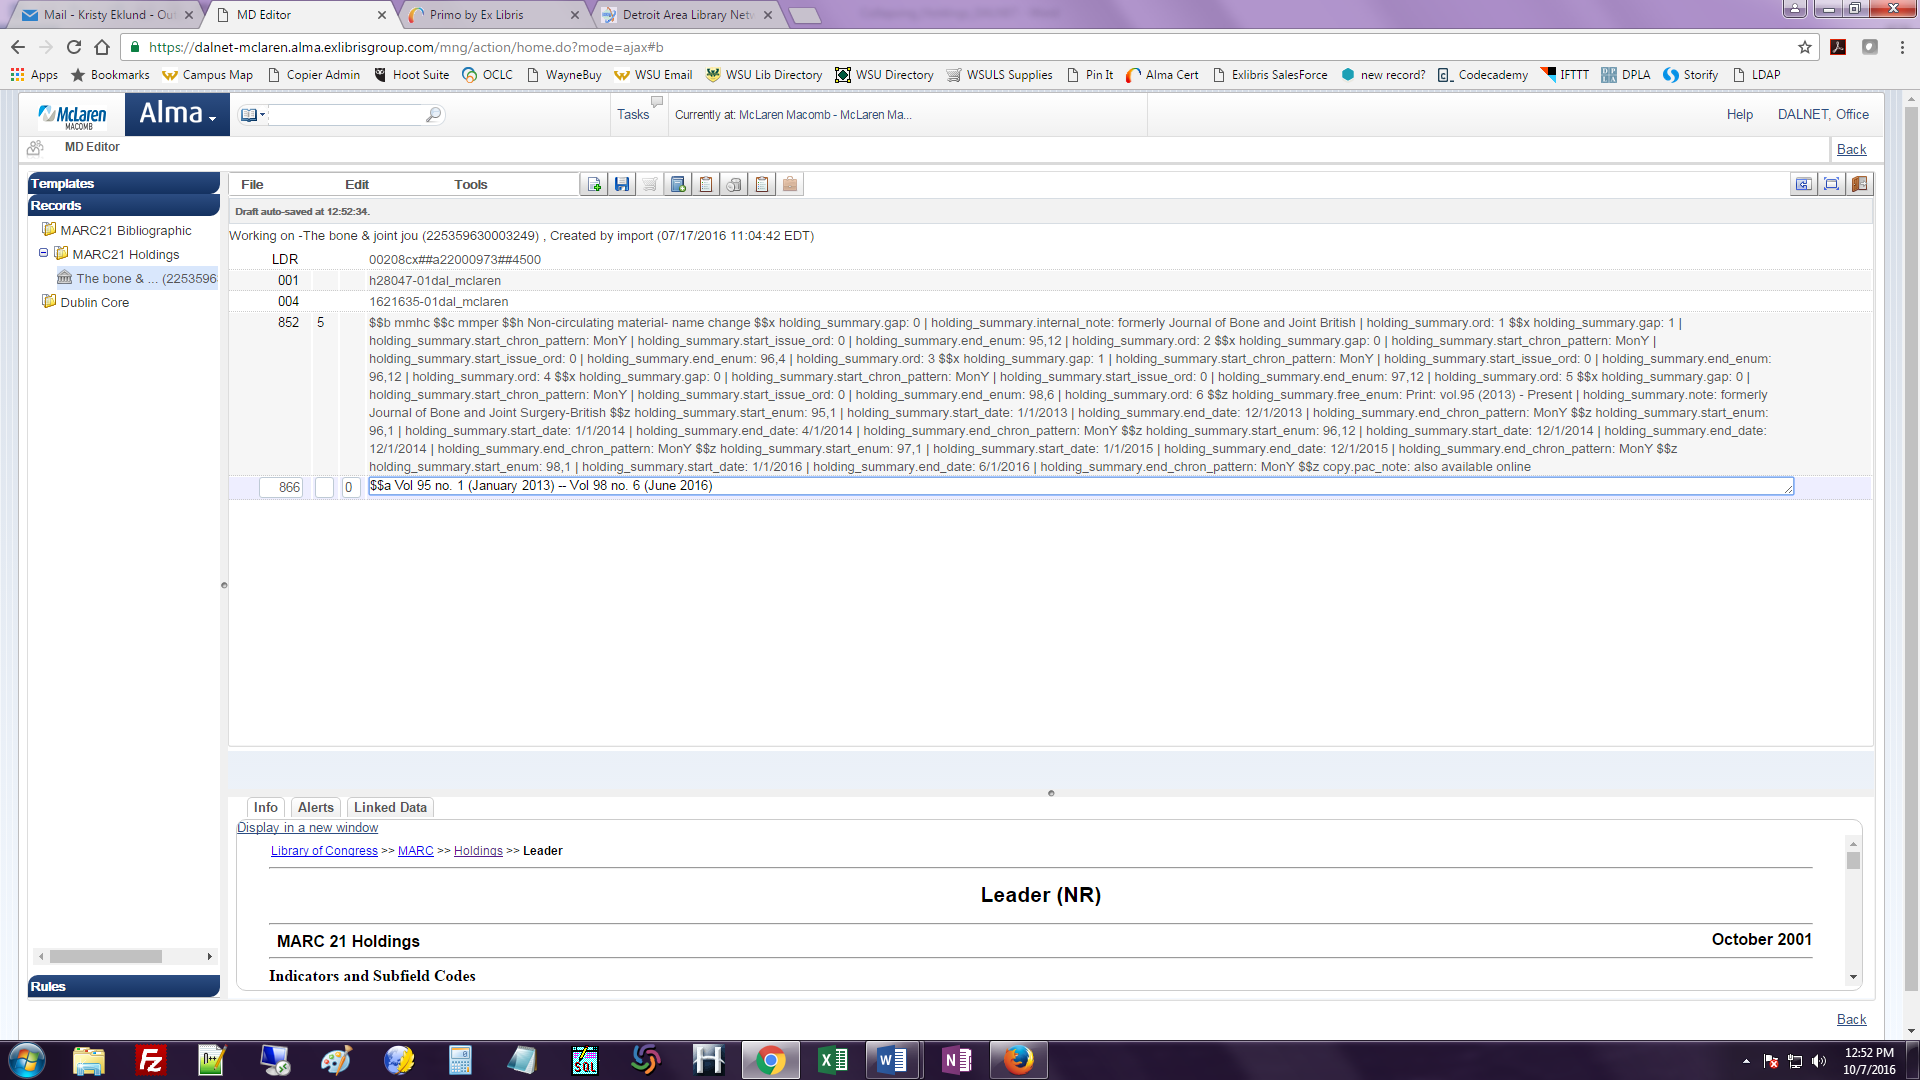 Mail - Kristy Eklund - Ou
MD Editor
Primo by Ex Libris
Detroit Area Library Net
https://dalnet-mclaren.alma.exlibrisgroup.com/mng/action/home.do?mode=ajax#b
Apps Bookmarks Campus Map Copier Admin Hoot Suite OCLC WayneBuy WSU Email WSU Lib Directory WSU Directory WSULS Supplies Pin It Alma Cert Exlibris SalesForce new record? Codecademy IFTTT DPLA Storify LDAP
McLaren
MACOMB
Alma
Tasks
Currently at: McLaren Macomb - McLaren Ma...
Help
DALNET, Office
MD Editor
Back
Templates
Records
MARC21 Bibliographic
MARC21 Holdings
The bone & ... (2253596
Dublin Core
Rules
File Edit Tools
Draft auto-saved at 12:52:34.
Working on -The bone & joint jou (225359630003249) , Created by import (07/17/2016 11:04:42 EDT)
LDR 00208cx##a22000973##4500
001 h28047-01dal_mclaren
004 1621635-01dal_mclaren
852 5 $$b mmhc $$c mmper $$h Non-circulating material- name change $$x holding_summary.gap: 0 | holding_summary.internal_note: formerly Journal of Bone and Joint British | holding_summary.ord: 1 $$x holding_summary.gap: 1 |
holding_summary.start_chron_pattern: MonY | holding_summary.start_issue_ord: 0 | holding_summary.end_enum: 95,12 | holding_summary.ord: 2 $$x holding_summary.gap: 0 | holding_summary.start_chron_pattern: MonY |
holding_summary.start_issue_ord: 0 | holding_summary.end_enum: 96,4 | holding_summary.ord: 3 $$x holding_summary.gap: 1 | holding_summary.start_chron_pattern: MonY | holding_summary.start_issue_ord: 0 | holding_summary.end_enum:
96,12 | holding_summary.ord: 4 $$x holding_summary.gap: 0 | holding_summary.start_chron_pattern: MonY | holding_summary.start_issue_ord: 0 | holding_summary.end_enum: 97,12 | holding_summary.ord: 5 $$x holding_summary.gap: 0 |
holding_summary.start_chron_pattern: MonY | holding_summary.start_issue_ord: 0 | holding_summary.end_enum: 98,6 | holding_summary.ord: 6 $$z holding_summary.free_enum: Print: vol.95 (2013) - Present | holding_summary.note: formerly
Journal of Bone and Joint Surgery-British $$z holding_summary.start_enum: 95,1 | holding_summary.start_date: 1/1/2013 | holding_summary.end_date: 12/1/2013 | holding_summary.end_chron_pattern: MonY $$z holding_summary.start_enum:
96,1 | holding_summary.start_date: 1/1/2014 | holding_summary.end_date: 4/1/2014 | holding_summary.end_chron_pattern: MonY $$z holding_summary.start_enum: 96,12 | holding_summary.start_date: 12/1/2014 | holding_summary.end_date:
12/1/2014 | holding_summary.end_chron_pattern: MonY $$z holding_summary.start_enum: 97,1 | holding_summary.start_date: 1/1/2015 | holding_summary.end_date: 12/1/2015 | holding_summary.end_chron_pattern: MonY $$z
holding_summary.start_enum: 98,1 | holding_summary.start_date: 1/1/2016 | holding_summary.end_date: 6/1/2016 | holding_summary.end_chron_pattern: MonY $$z copy.pac_note: also available online
866 0 $$a Vol 95 no. 1 (January 2013) -- Vol 98 no. 6 (June 2016)
Info Alerts Linked Data
Display in a new window
Library of Congress >> MARC >> Holdings >> Leader
Leader (NR)
MARC 21 Holdings October 2001
Indicators and Subfield Codes
Back
12:52 PM
10/7/2016